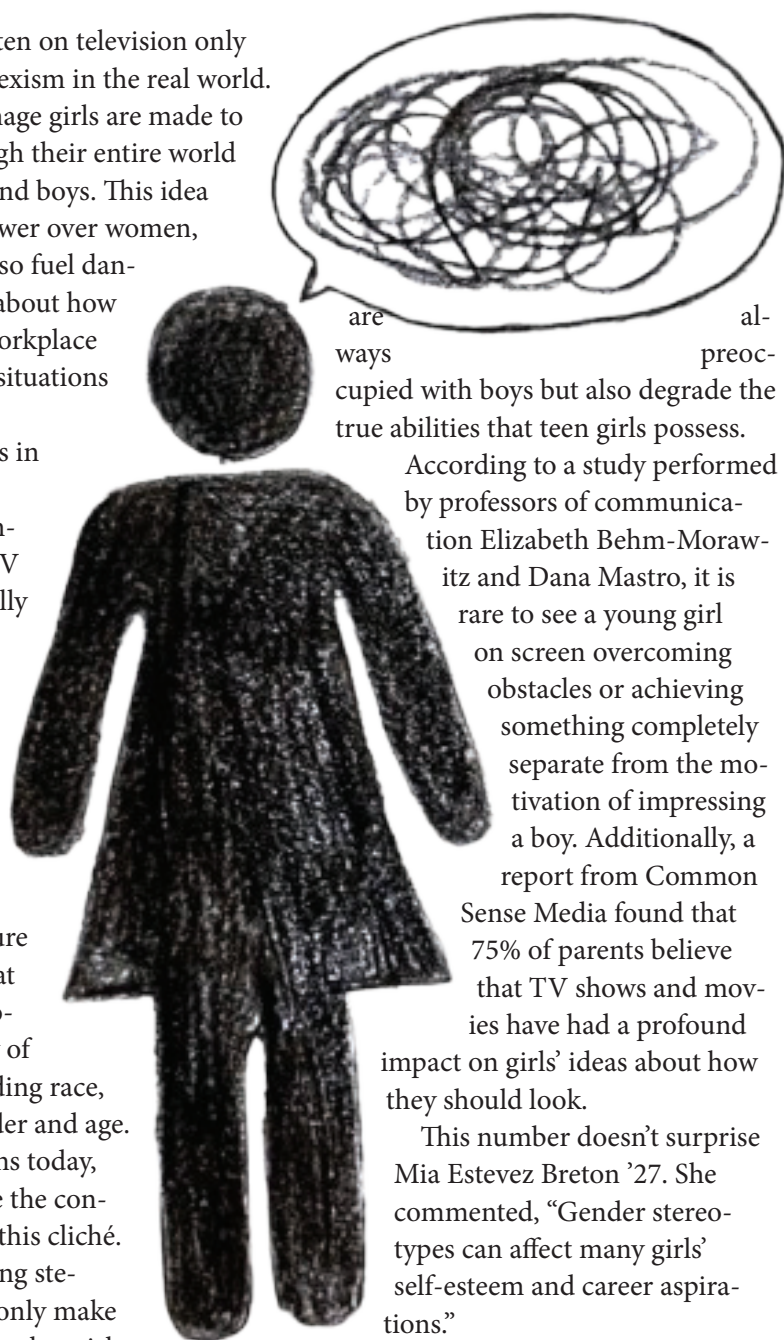 ten on television only
exism in the real world.
nage girls are made to
gh their entire world
nd boys. This idea
wer over women,
so fuel dan-
about how
orkplace
situations
s in
n-
V
lly
ure
at
o-
of
ding race,
der and age.
ns today,
e the con-
this cliché.
ng ste-
only make
are al-
ways preoc-
cupied with boys but also degrade the
true abilities that teen girls possess.
According to a study performed
by professors of communica-
tion Elizabeth Behm-Moraw-
itz and Dana Mastro, it is
rare to see a young girl
on screen overcoming
obstacles or achieving
something completely
separate from the mo-
tivation of impressing
a boy. Additionally, a
report from Common
Sense Media found that
75% of parents believe
that TV shows and mov-
ies have had a profound
impact on girls’ ideas about how
they should look.
This number doesn’t surprise
Mia Estevez Breton ’27. She
commented, “Gender stereo-
types can affect many girls’
self-esteem and career aspira-
tions.”